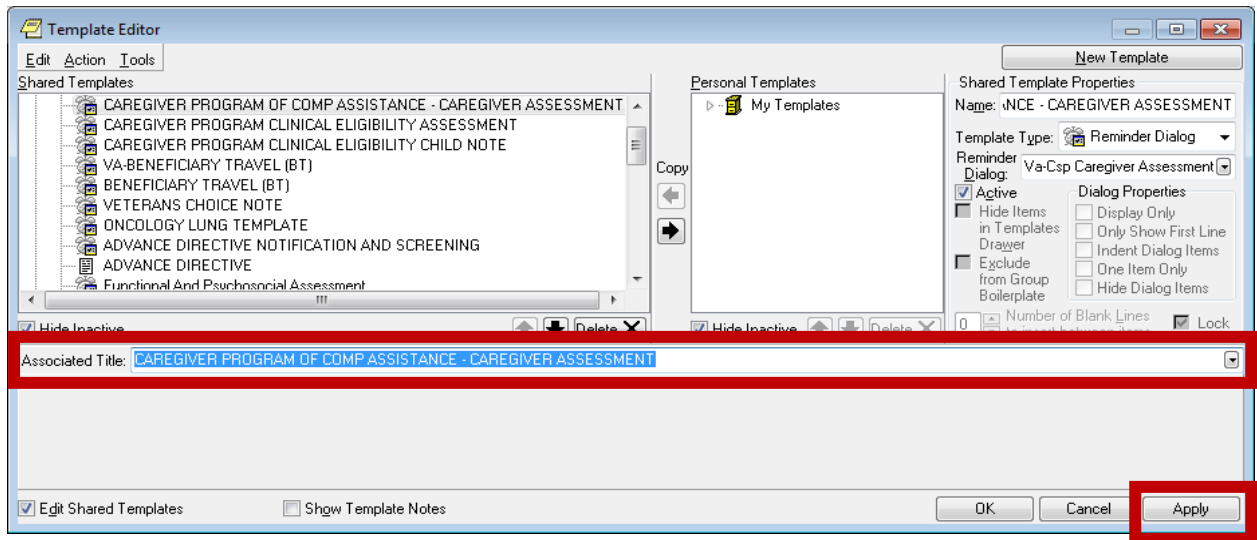 Template Editor
Edit Action Tools
New Template
Shared Templates
CAREGIVER PROGRAM OF COMP ASSISTANCE - CAREGIVER ASSESSMENT
CAREGIVER PROGRAM CLINICAL ELIGIBILITY ASSESSMENT
CAREGIVER PROGRAM CLINICAL ELIGIBILITY CHILD NOTE
VA-BENEFICIARY TRAVEL (BT)
BENEFICIARY TRAVEL (BT)
VETERANS CHOICE NOTE
ONCOLOGY LUNG TEMPLATE
ADVANCE DIRECTIVE NOTIFICATION AND SCREENING
ADVANCE DIRECTIVE
Functional And Psychosocial Assessment
Hide Inactive
Delete
Copy
Personal Templates
My Templates
Hide Inactive
Delete
Shared Template Properties
Name: NCE - CAREGIVER ASSESSMENT
Template Type: Reminder Dialog
Reminder
Dialog: Va-Csp Caregiver Assessment
Active
Hide Items
in Templates
Drawer
Exclude
from Group
Boilerplate
Dialog Properties
Display Only
Only Show First Line
Indent Dialog Items
One Item Only
Hide Dialog Items
0 Number of Blank Lines
to insert between items
Lock
Associated Title: CAREGIVER PROGRAM OF COMP ASSISTANCE - CAREGIVER ASSESSMENT
Edit Shared Templates
Show Template Notes
OK
Cancel
Apply